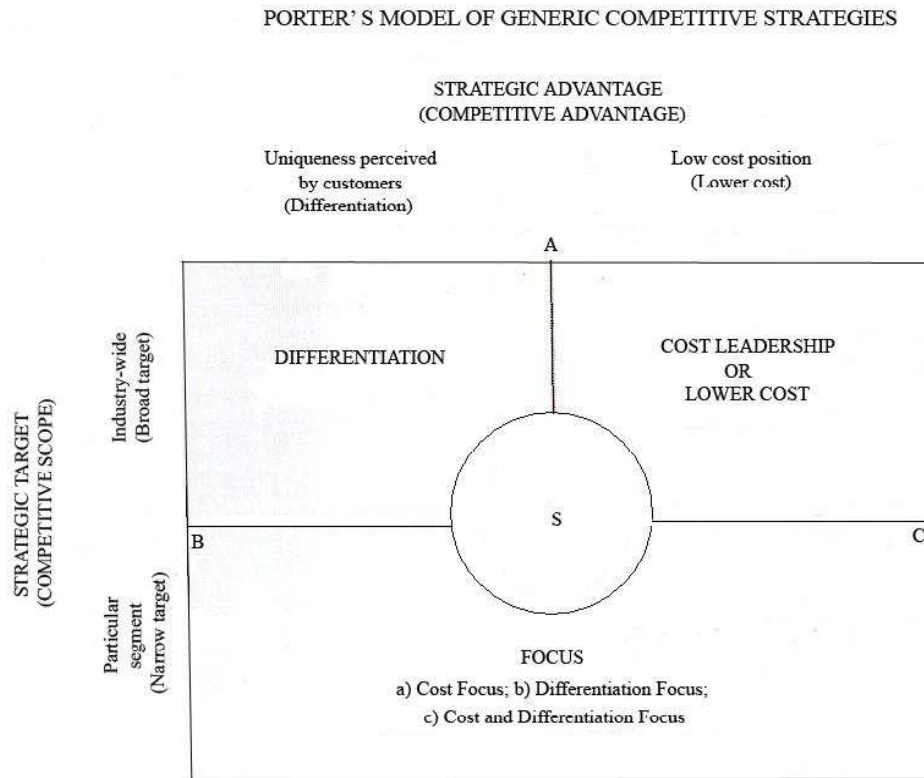 PORTER' S MODEL OF GENERIC COMPETITIVE STRATEGIES
STRATEGIC ADVANTAGE
(COMPETITIVE ADVANTAGE)
Uniqueness perceived
by customers
(Differentiation)
Low cost position
(Lower cost)
A
STRATEGIC TARGET
(COMPETITIVE SCOPE)
Industry-wide
(Broad target)
DIFFERENTIATION
COST LEADERSHIP
OR
LOWER COST
S
B
C
Particular
segment
(Narrow target)
FOCUS
a) Cost Focus; b) Differentiation Focus;
c) Cost and Differentiation Focus